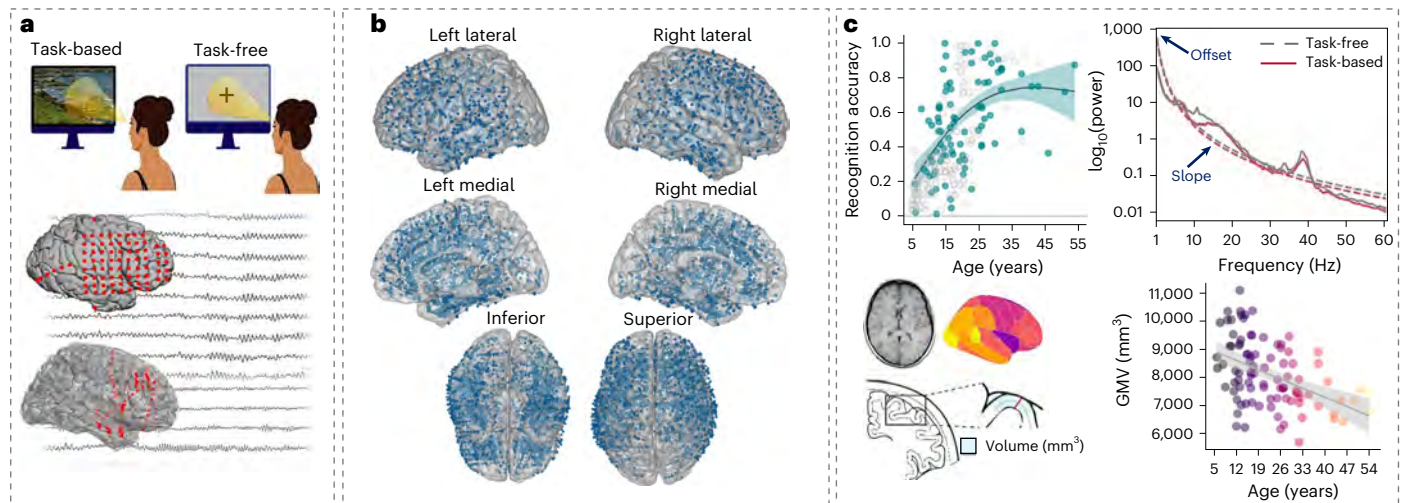 a
Task-based
Task-free
b
Left lateral
Right lateral
Left medial
Right medial
Inferior
Superior
c
Recognition accuracy
1.0
0.8
0.6
0.4
0.2
0
5 15 25 35 45 55
Age (years)
log10(power)
1,000
100
10
1
0.1
0.01
Offset
Slope
Task-free
Task-based
1 10 20 30 40 50 60
Frequency (Hz)
Volume (mm³)
GMV (mm³)
11,000
10,000
9,000
8,000
7,000
6,000
5 12 19 26 33 40 47 54
Age (years)